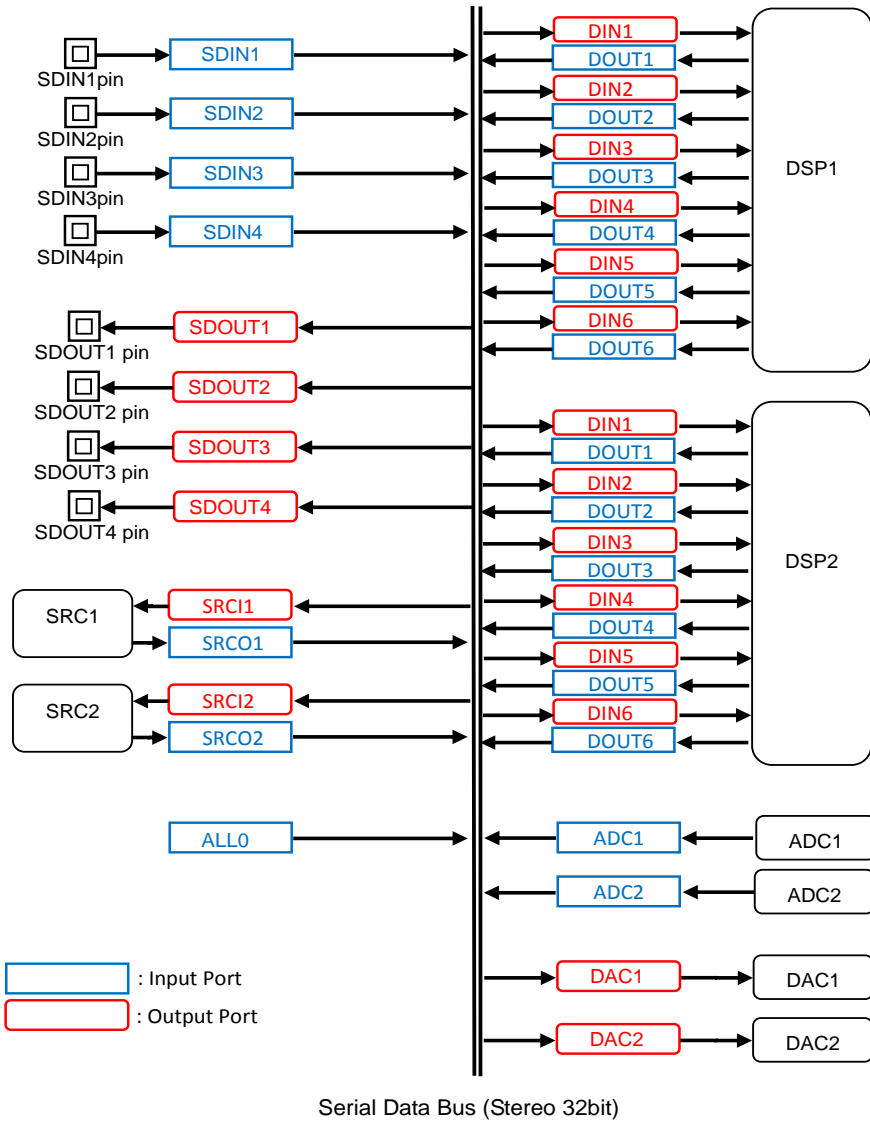 SDIN1
SDIN1pin
SDIN2
SDIN2pin
SDIN3
SDIN3pin
SDIN4
SDIN4pin
SDOUT1
SDOUT1 pin
SDOUT2
SDOUT2 pin
SDOUT3
SDOUT3 pin
SDOUT4
SDOUT4 pin
SRC1
SRCI1
SRCO1
SRC2
SRCI2
SRCO2
ALL0
: Input Port
: Output Port
DIN1
DOUT1
DIN2
DOUT2
DIN3
DOUT3
DIN4
DOUT4
DIN5
DOUT5
DIN6
DOUT6
DSP1
DIN1
DOUT1
DIN2
DOUT2
DIN3
DOUT3
DIN4
DOUT4
DIN5
DOUT5
DIN6
DOUT6
DSP2
ADC1
ADC1
ADC2
ADC2
DAC1
DAC1
DAC2
DAC2
Serial Data Bus (Stereo 32bit)